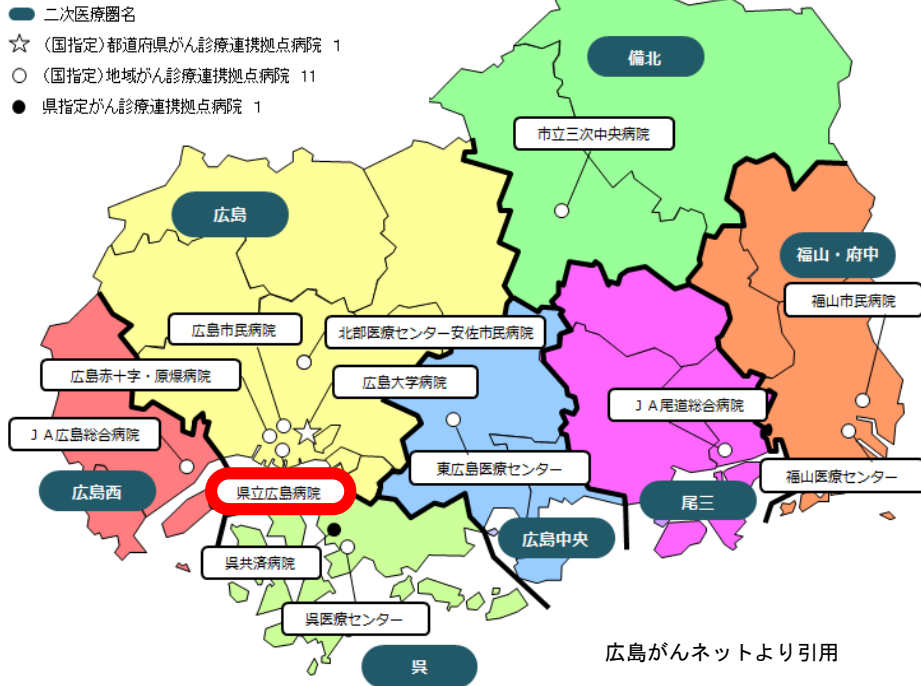 二次医療圏名
(国指定)都道府県がん診療連携拠点病院 1
(国指定)地域がん診療連携拠点病院 11
県指定がん診療連携拠点病院 1
備北
市立三次中央病院
広島
福山・府中
福山市民病院
広島市民病院
北部医療センター安佐市民病院
広島赤十字・原爆病院
広島大学病院
JA尾道総合病院
JA広島総合病院
東広島医療センター
福山医療センター
広島西
県立広島病院
尾三
広島中央
呉共済病院
呉医療センター
呉
広島がんネットより引用